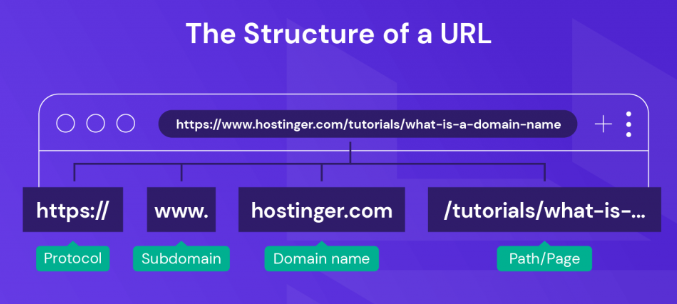 The Structure of a URL
https://www.hostinger.com/tutorials/what-is-a-domain-name
https:// www. hostinger.com /tutorials/what-is-...
Protocol Subdomain Domain name Path/Page